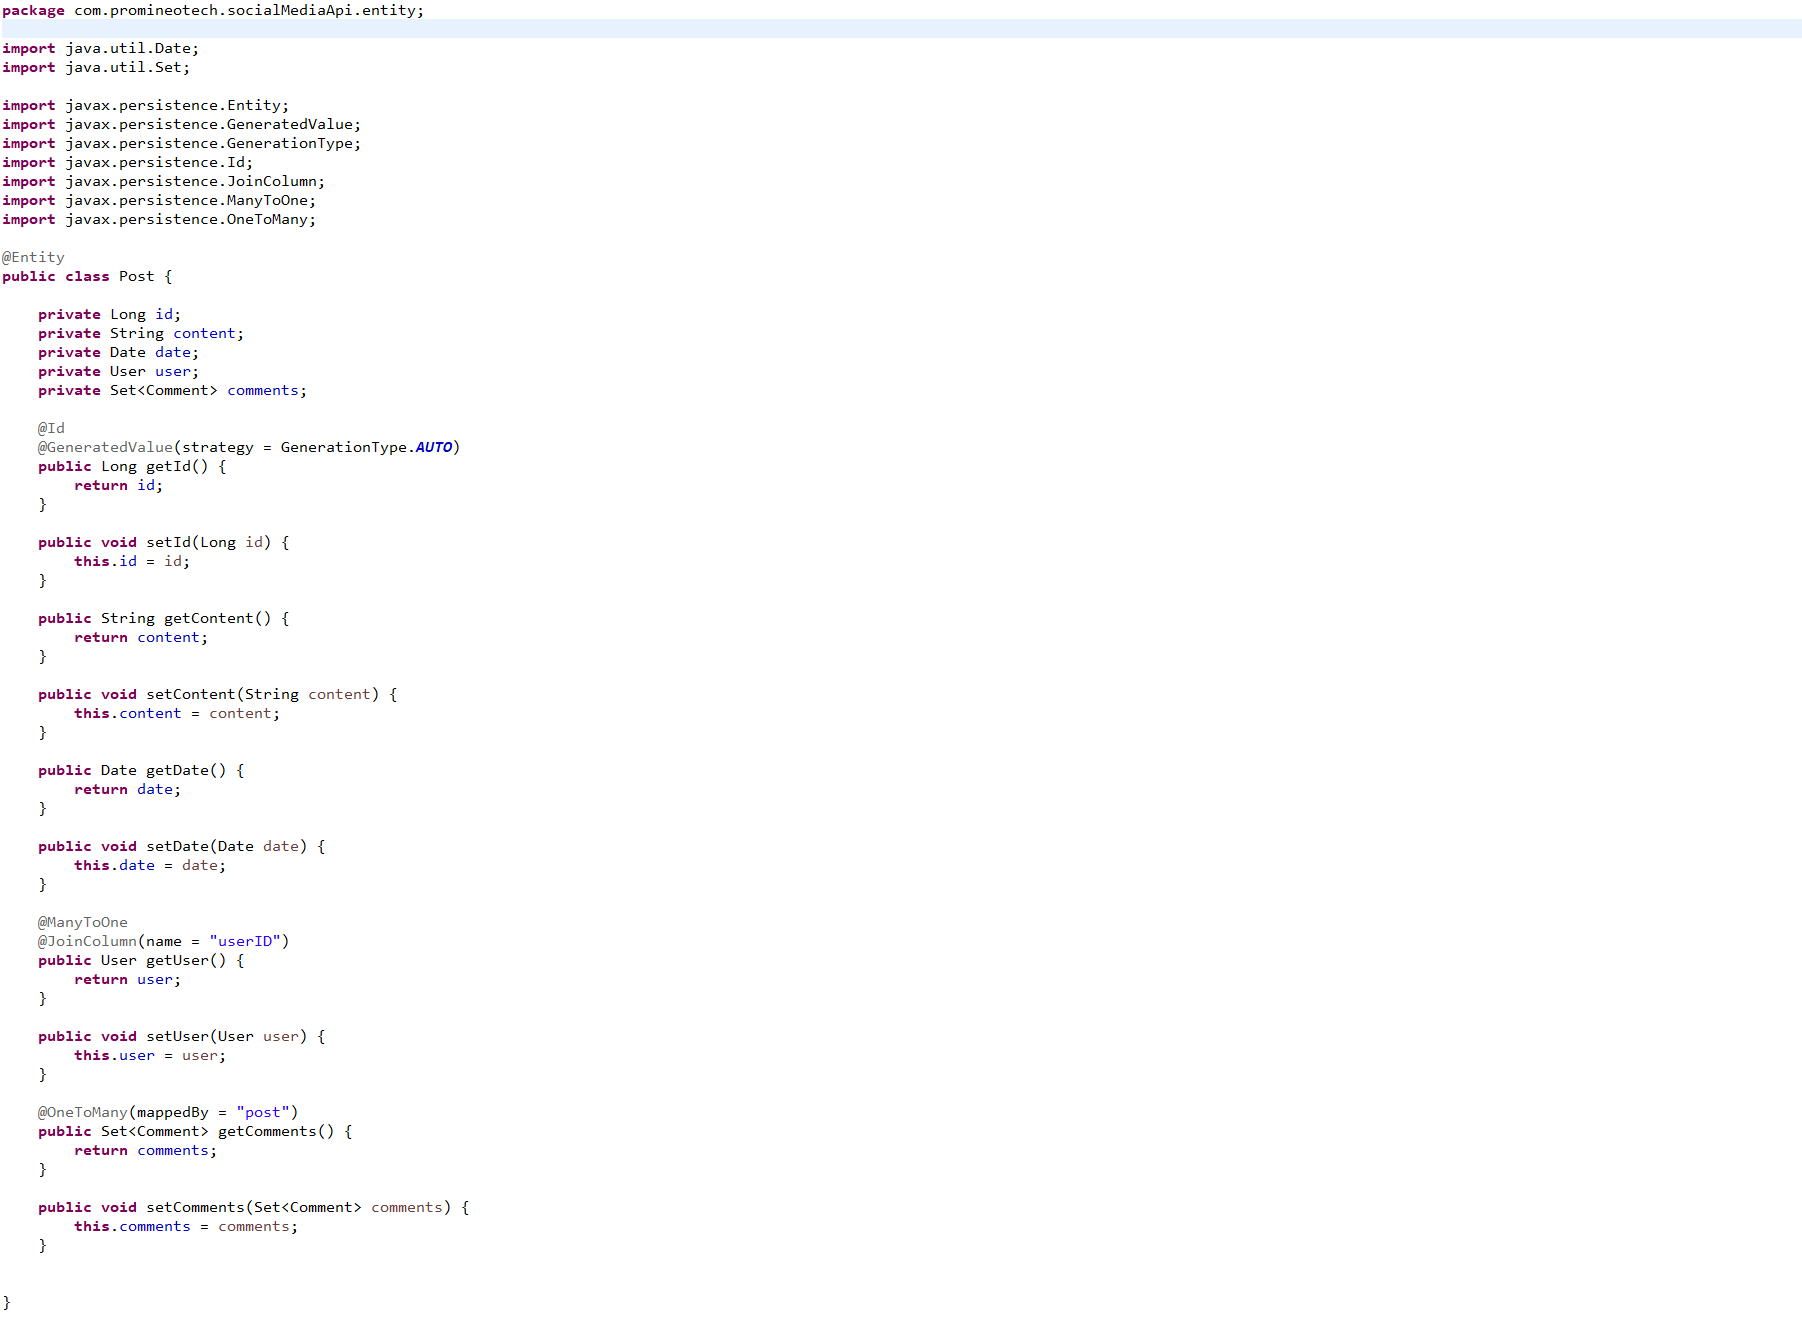 package com.promineotech.socialMediaApi.entity;
import java.util.Date;
import java.util.Set;
import javax.persistence.Entity;
import javax.persistence.GeneratedValue;
import javax.persistence.GenerationType;
import javax.persistence.Id;
import javax.persistence.JoinColumn;
import javax.persistence.ManyToOne;
import javax.persistence.OneToMany;
@Entity
public class Post {
private Long id;
private String content;
private Date date;
private User user;
private Set<Comment> comments;
@Id
@GeneratedValue(strategy = GenerationType.AUTO)
public Long getId() {
return id;
}
public void setId(Long id) {
this.id = id;
}
public String getContent() {
return content;
}
public void setContent(String content) {
this.content = content;
}
public Date getDate() {
return date;
}
public void setDate(Date date) {
this.date = date;
}
@ManyToOne
@JoinColumn(name = "userID")
public User getUser() {
return user;
}
public void setUser(User user) {
this.user = user;
}
@OneToMany(mappedBy = "post")
public Set<Comment> getComments() {
return comments;
}
public void setComments(Set<Comment> comments) {
this.comments = comments;
}
}